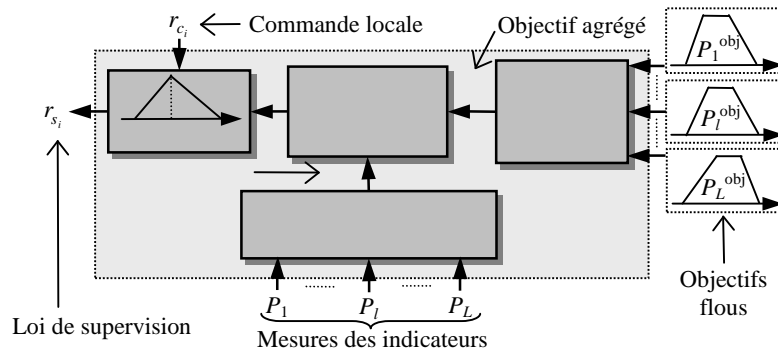 r_{c_i}
Commande locale
Objectif agrégé
P_1^{obj}
r_{s_i}
P_l^{obj}
P_L^{obj}
P_1 ........ P_l ........ P_L
Objectifs
flous
Loi de supervision
Mesures des indicateurs